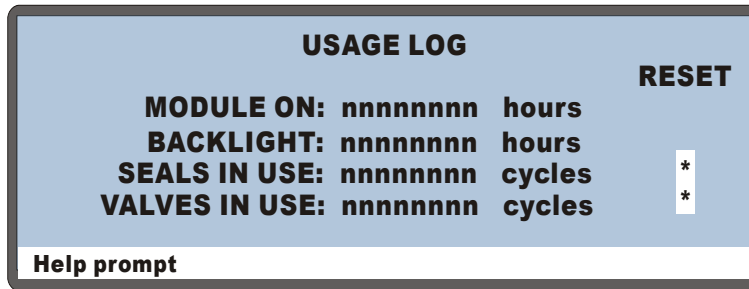 USAGE LOG
RESET
MODULE ON: nnnnnnnn hours
BACKLIGHT: nnnnnnnn hours
SEALS IN USE: nnnnnnnn cycles *
VALVES IN USE: nnnnnnnn cycles *
Help prompt